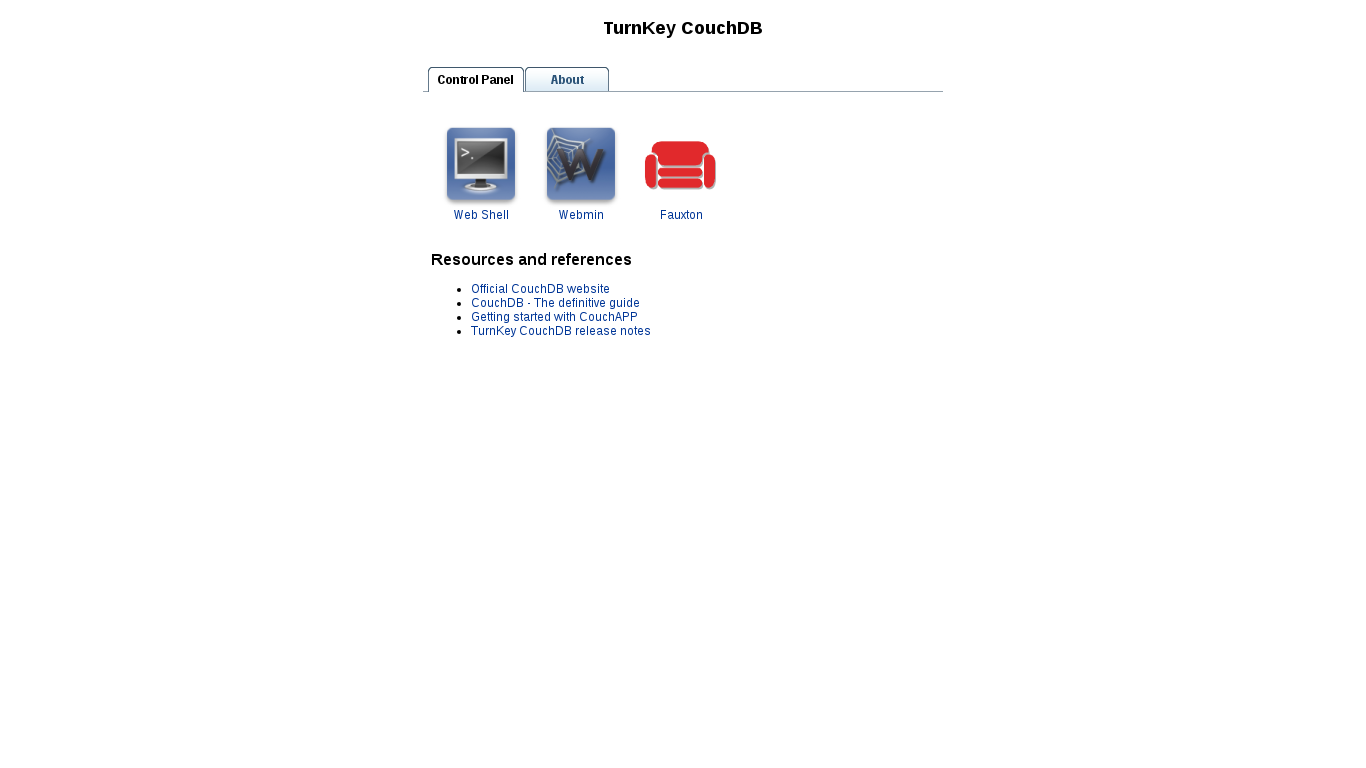 TurnKey CouchDB
Control Panel About
>.
W
Web Shell Webmin Fauxton
Resources and references
Official CouchDB website
CouchDB - The definitive guide
Getting started with CouchAPP
TurnKey CouchDB release notes